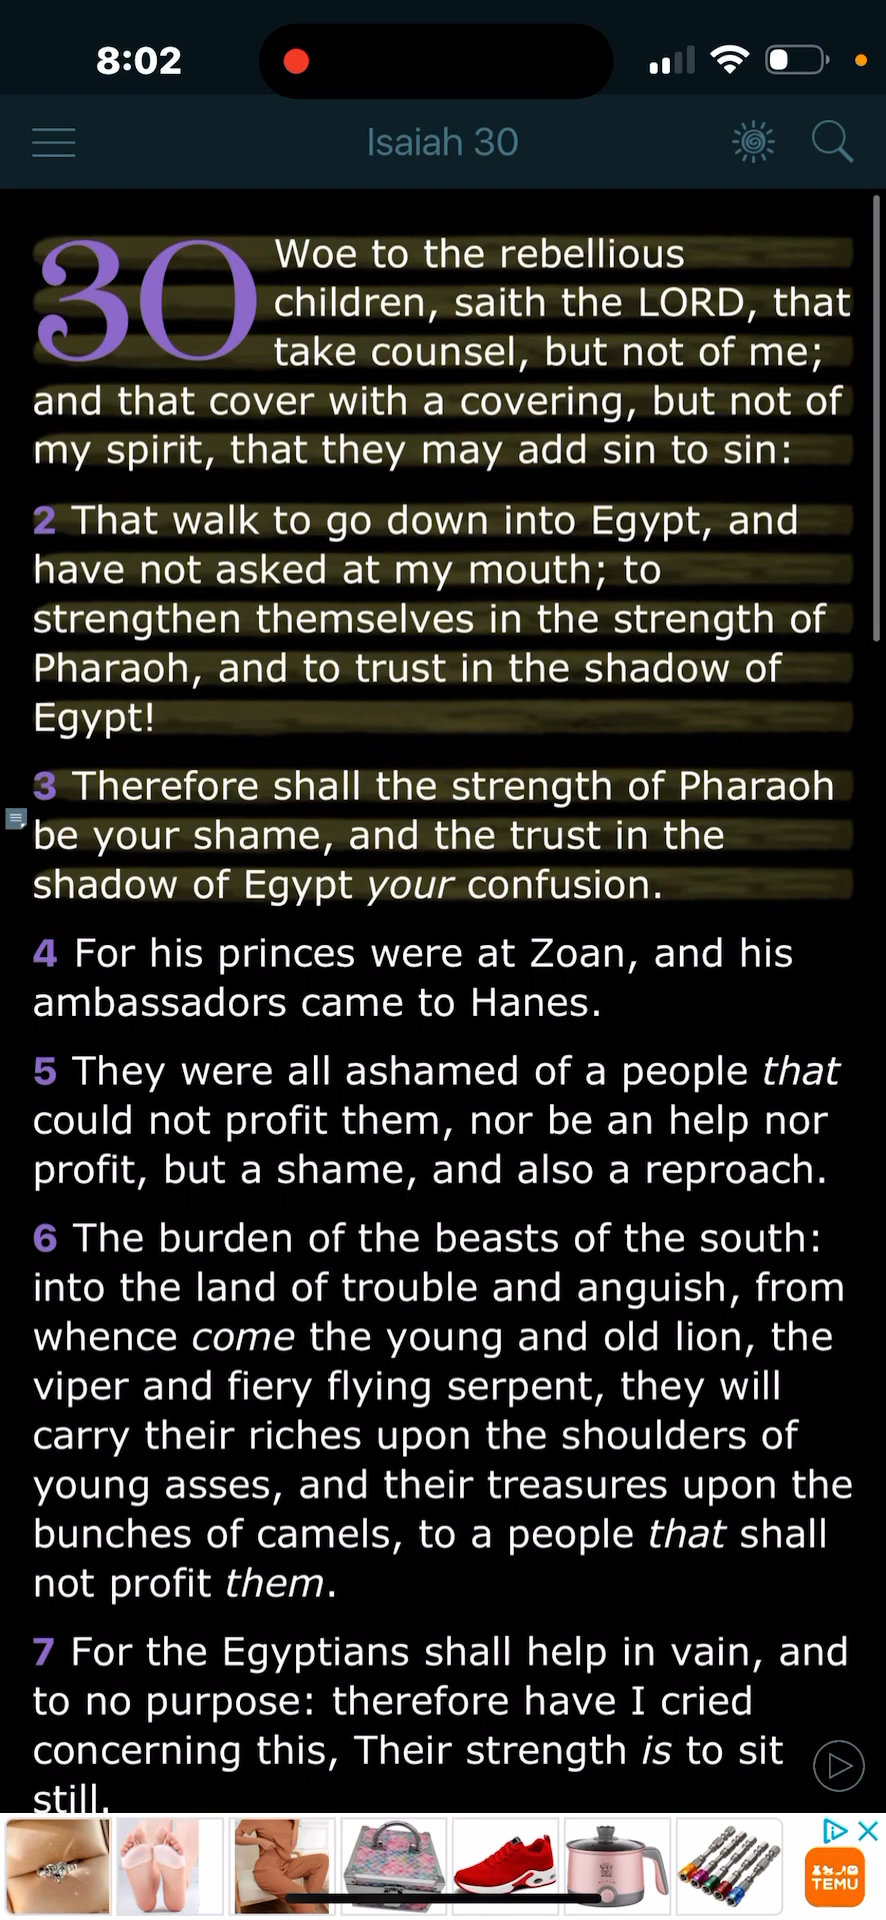 8:02
Isaiah 30
30 Woe to the rebellious
children, saith the LORD, that
take counsel, but not of me;
and that cover with a covering, but not of
my spirit, that they may add sin to sin:
2 That walk to go down into Egypt, and
have not asked at my mouth; to
strengthen themselves in the strength of
Pharaoh, and to trust in the shadow of
Egypt!
3 Therefore shall the strength of Pharaoh
be your shame, and the trust in the
shadow of Egypt your confusion.
4 For his princes were at Zoan, and his
ambassadors came to Hanes.
5 They were all ashamed of a people that
could not profit them, nor be an help nor
profit, but a shame, and also a reproach.
6 The burden of the beasts of the south:
into the land of trouble and anguish, from
whence come the young and old lion, the
viper and fiery flying serpent, they will
carry their riches upon the shoulders of
young asses, and their treasures upon the
bunches of camels, to a people that shall
not profit them.
7 For the Egyptians shall help in vain, and
to no purpose: therefore have I cried
concerning this, Their strength is to sit
still.
TEMU